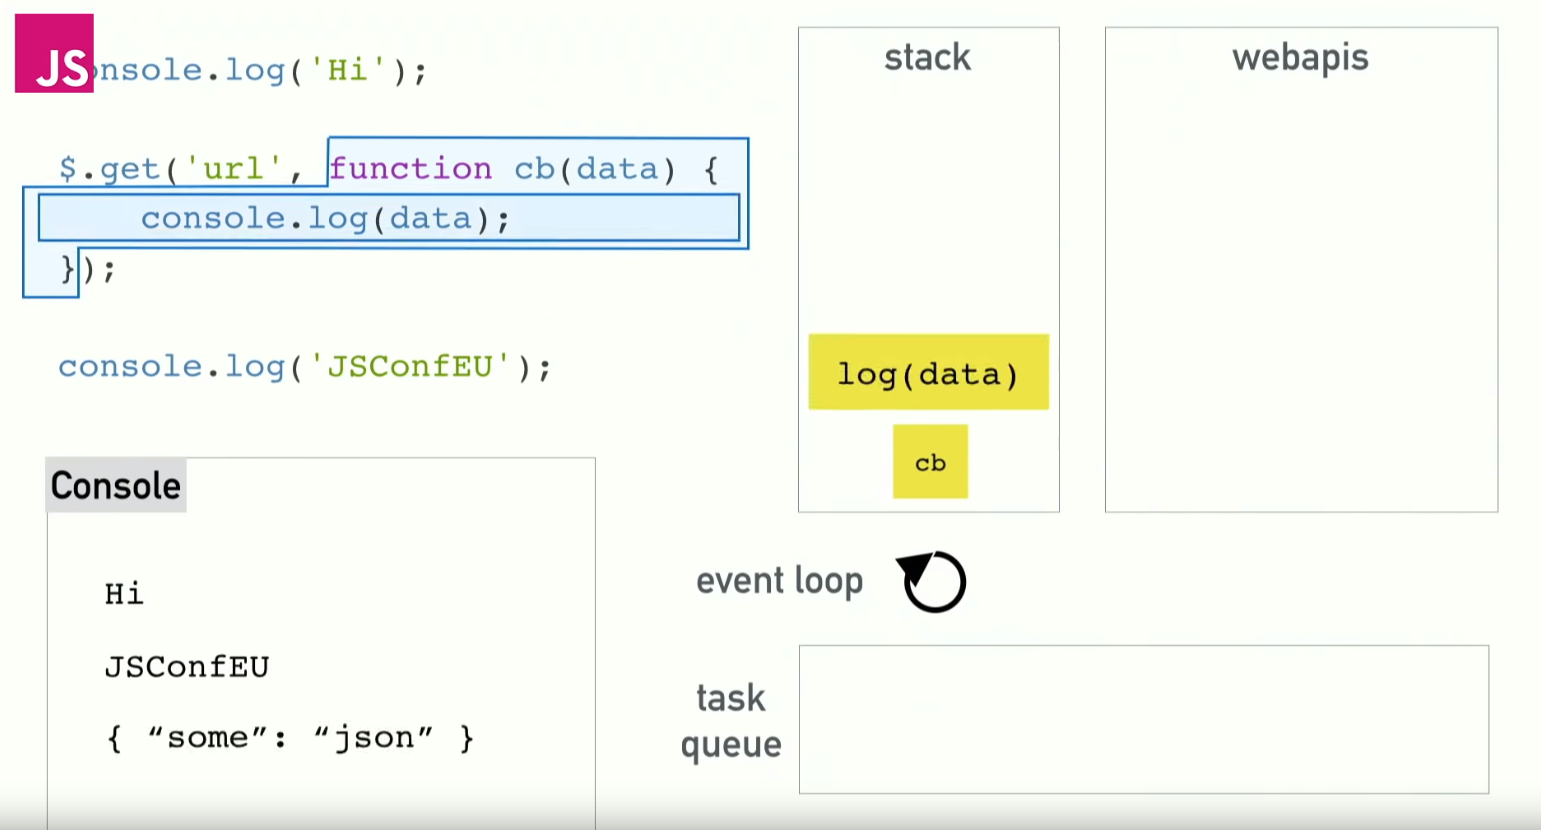 JS
onsole.log('Hi');
$.get('url', function cb(data) {
console.log(data);
});
console.log('JSConfEU');
Console
Hi
JSConfEU
{ “some”: “json” }
stack
log(data)
cb
webapis
event loop
task
queue